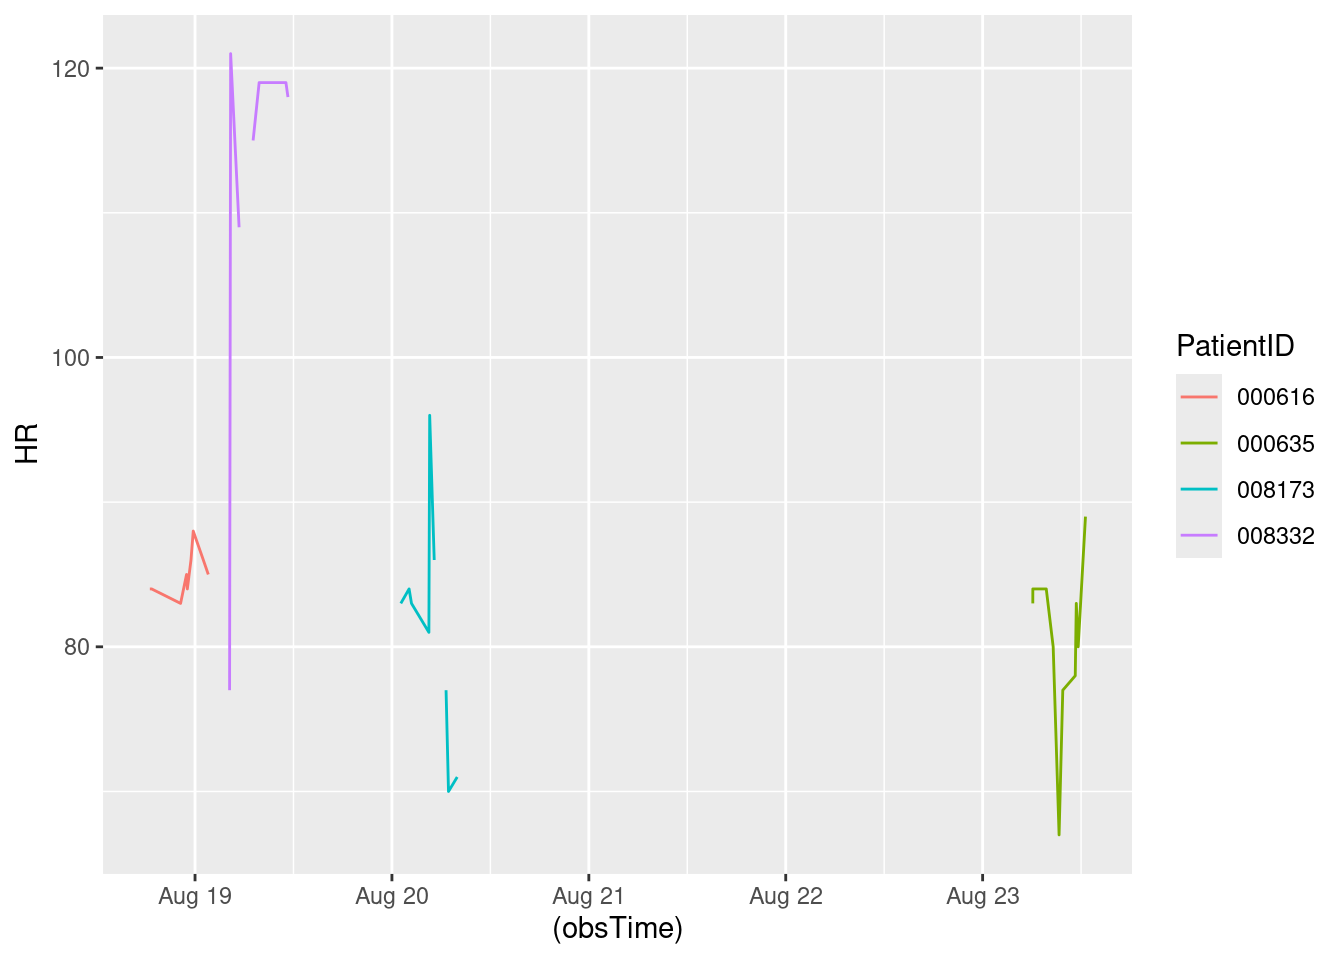 120
100
80
HR
Aug 19
Aug 20
Aug 21
Aug 22
Aug 23
(obsTime)
PatientID
000616
000635
008173
008332